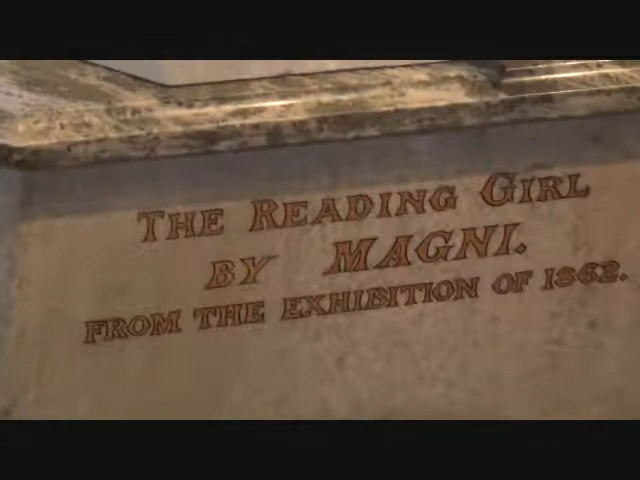 THE READING GIRL
BY MAGNI.
FROM THE EXHIBITION OF 1862.